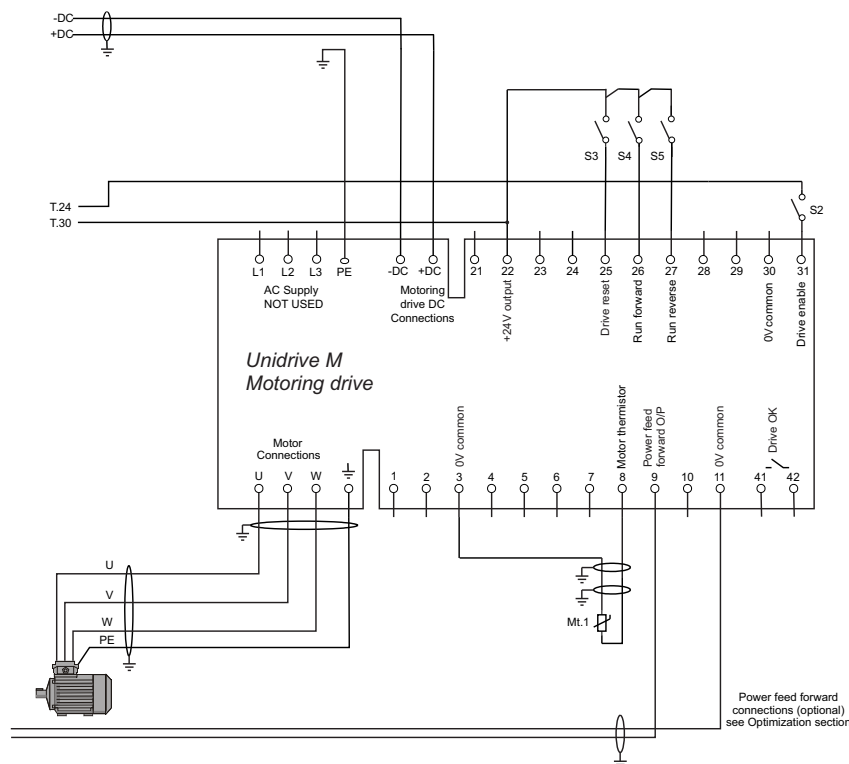 -DC
+DC
S3 S4 S5
T.24
T.30
S2
L1 L2 L3 PE -DC +DC 21 22 23 24 25 26 27 28 29 30 31
AC Supply
NOT USED
Motoring
drive DC
Connections
+24V output
Drive reset
Run forward
Run reverse
0V common
Drive enable
Unidrive M
Motoring drive
Motor
Connections
0V common
Motor thermistor
Power feed
forward O/P
0V common
Drive OK
U V W 1 2 3 4 5 6 7 8 9 10 11 41 42
U
V
W
PE
Mt.1
Power feed forward
connections (optional)
see Optimization section